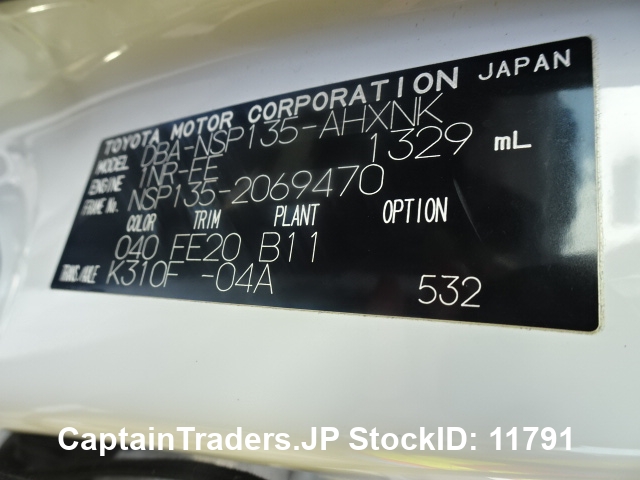 TOYOTA MOTOR CORPORATION JAPAN
MODEL DBA-NSP135-AHXNK
ENGINE 1NR-FE 1329 mL
FRAME No. NSP135-2069470
COLOR TRIM PLANT OPTION
040 FE20 B11
TRANS/AXLE K310F -04A 532
CaptainTraders.JP StockID: 11791